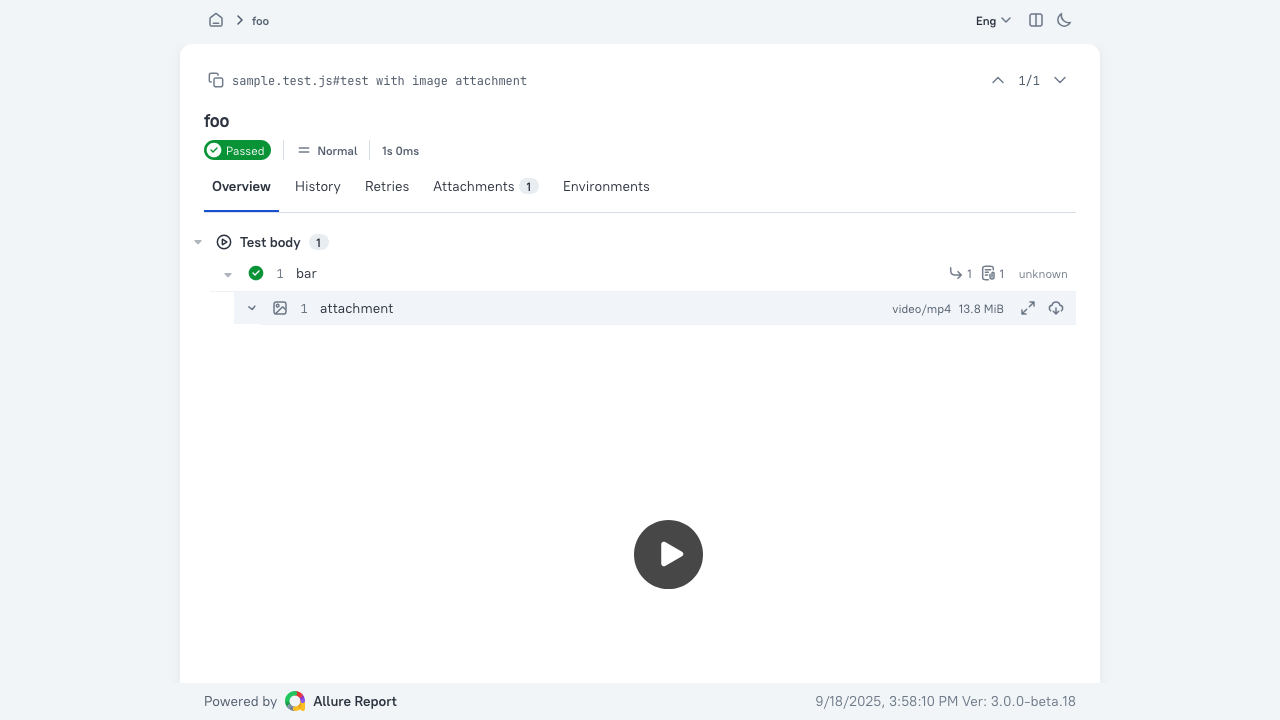 foo
Eng
sample.test.js#test with image attachment
1/1
foo
Passed
Normal
1s 0ms
Overview
History
Retries
Attachments 1
Environments
Test body 1
1 bar
1
1
unknown
1 attachment
video/mp4 13.8 MiB
Powered by Allure Report
9/18/2025, 3:58:10 PM Ver: 3.0.0-beta.18